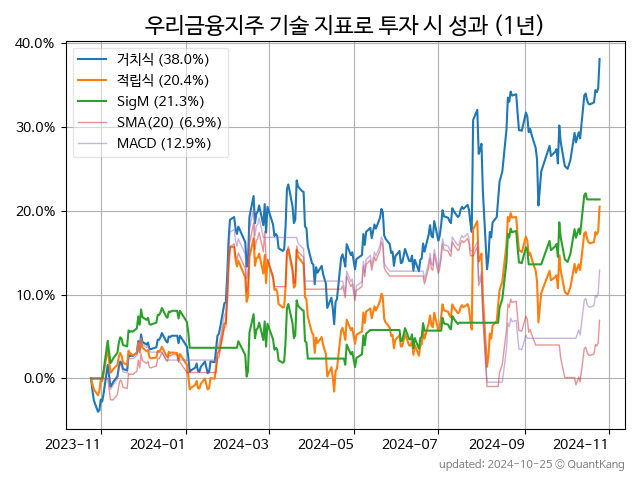 우리금융지주 기술 지표로 투자 시 성과 (1년)
40.0%
30.0%
20.0%
10.0%
0.0%
거치식 (38.0%)
적립식 (20.4%)
SigM (21.3%)
SMA(20) (6.9%)
MACD (12.9%)
2023-11 2024-01 2024-03 2024-05 2024-07 2024-09 2024-11
updated: 2024-10-25 ⓒ QuantKang